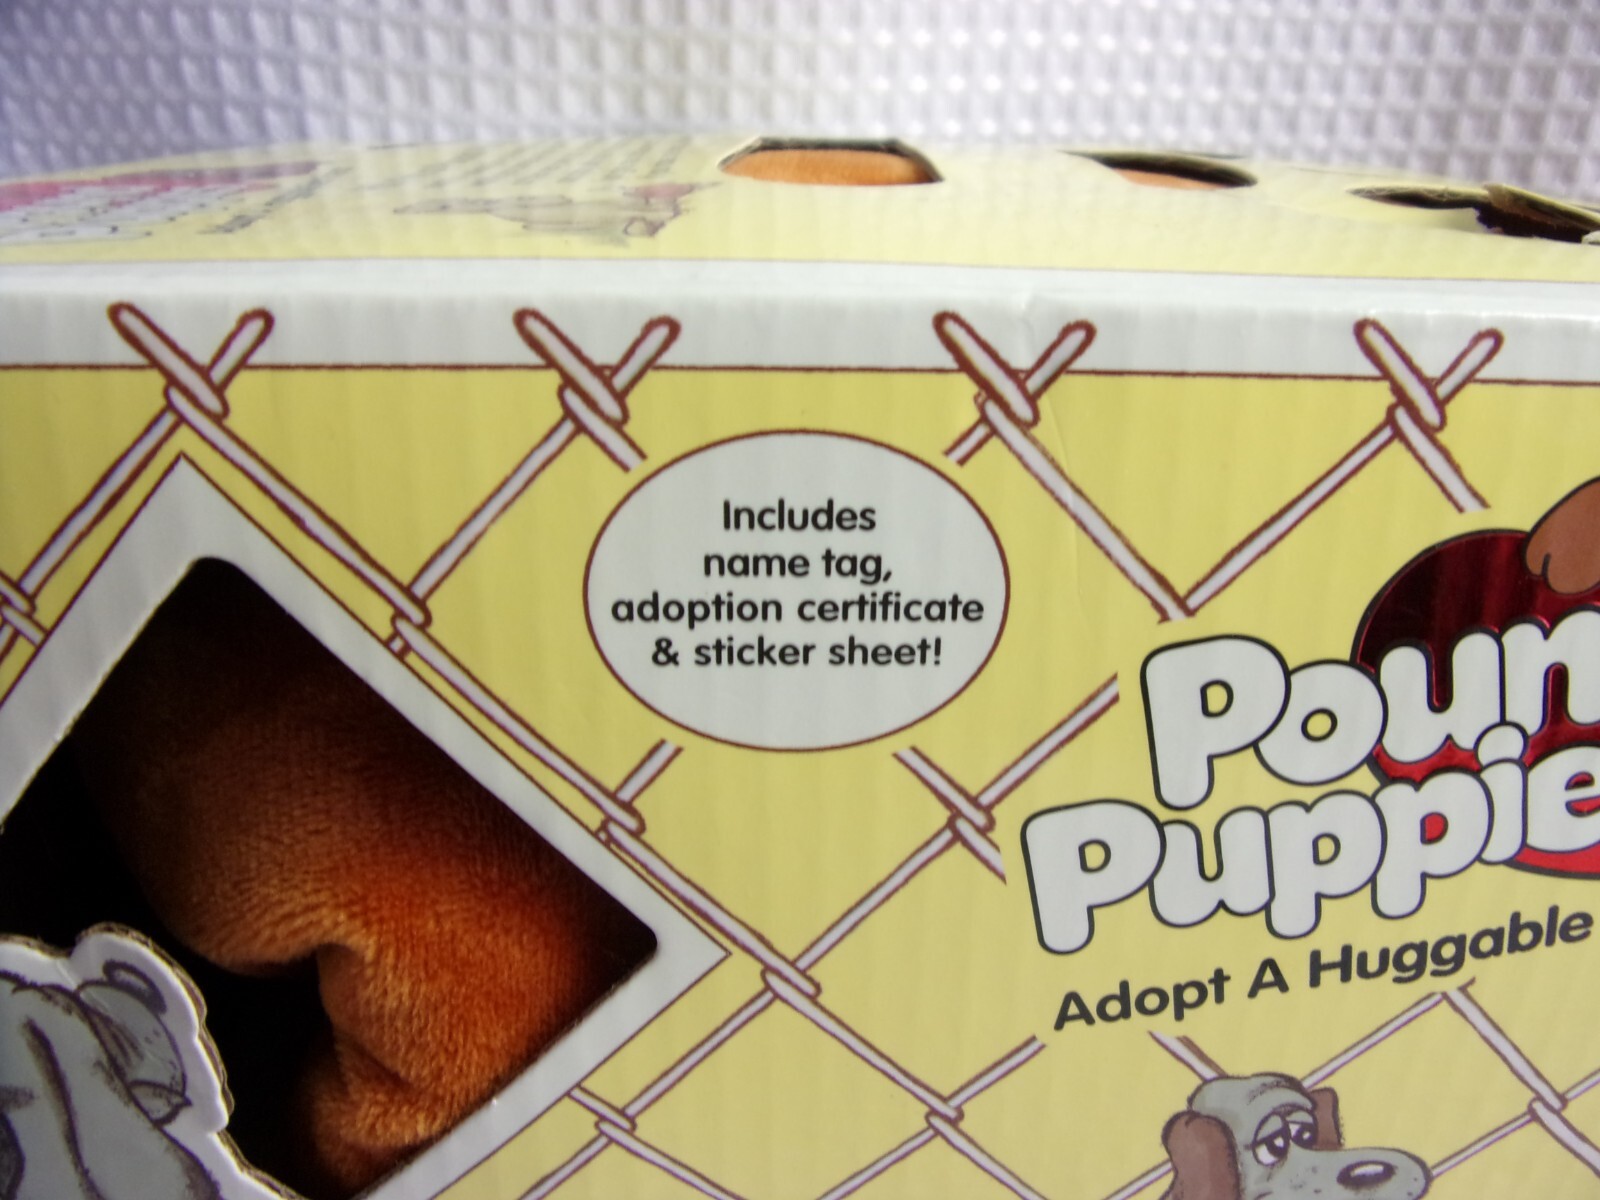 Includes
name tag,
adoption certificate
& sticker sheet!
Poun
Puppie
Adopt A Huggable